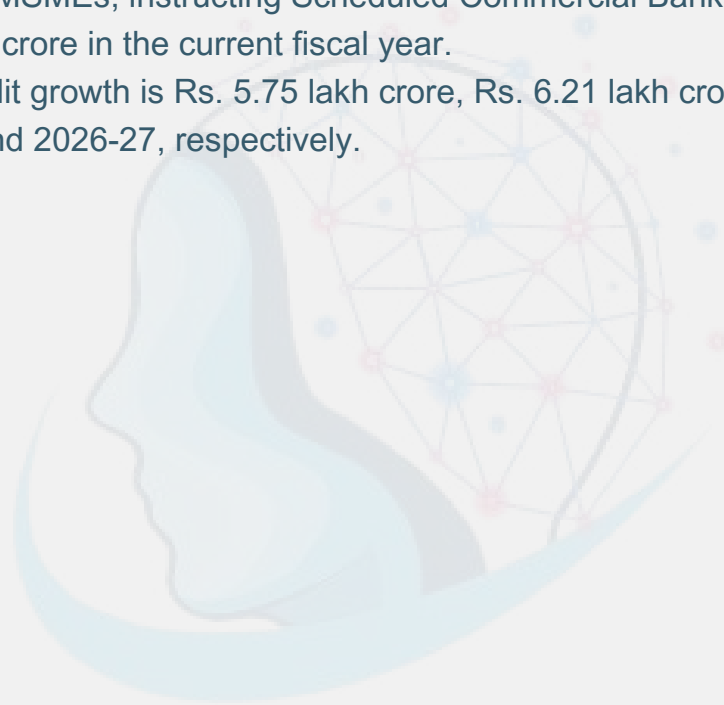 MSMEs, instructing Scheduled Commercial Bank
crore in the current fiscal year.
dit growth is Rs. 5.75 lakh crore, Rs. 6.21 lakh cro
nd 2026-27, respectively.